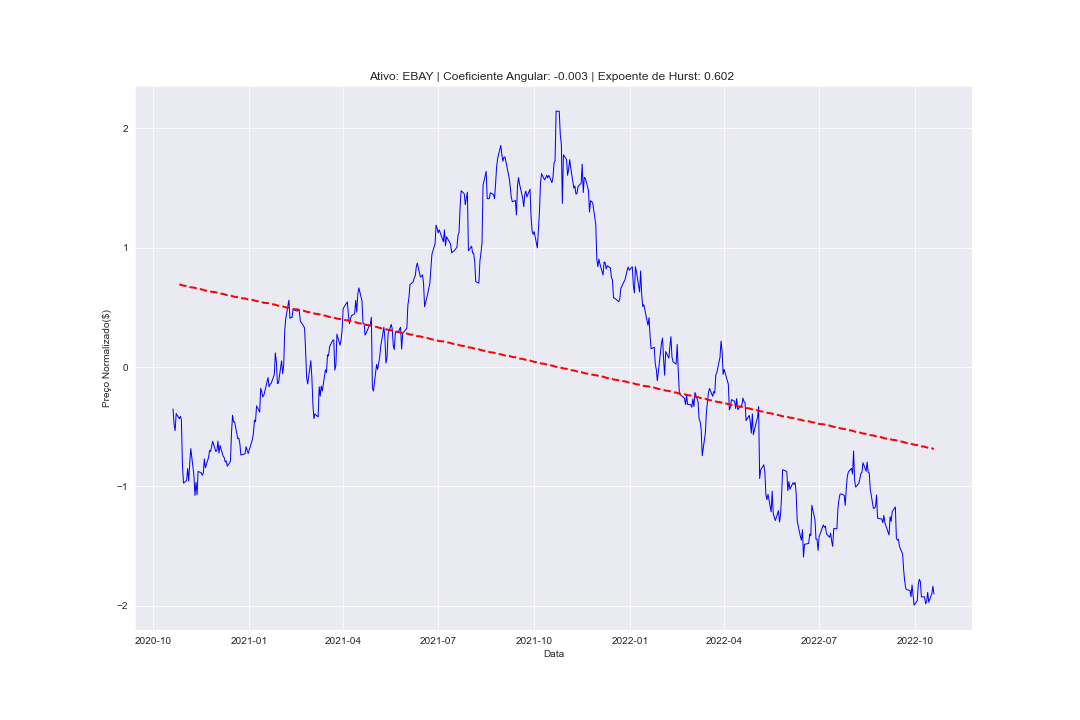 Ativo: EBAY | Coeficiente Angular: -0.003 | Expoente de Hurst: 0.602
Preço Normalizado($)
2
1
0
−1
−2
2020-10 2021-01 2021-04 2021-07 2021-10 2022-01 2022-04 2022-07 2022-10
Data